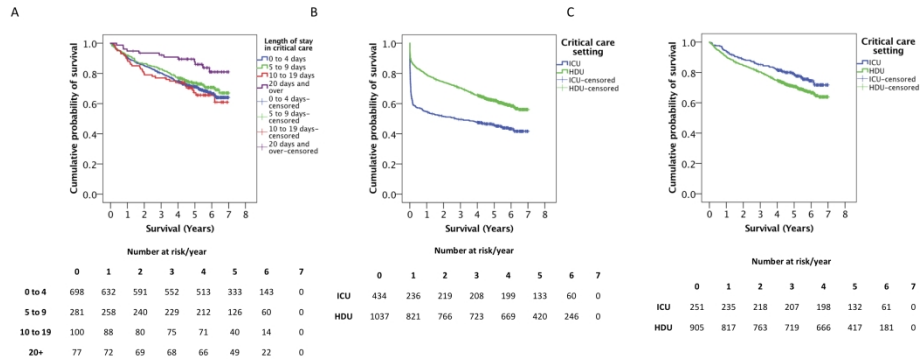 A
Cumulative probability of survival
1.0
0.8
0.6
0.4
0.2
0.0
0 1 2 3 4 5 6 7 8
Survival (Years)
Length of stay
in critical care
0 to 4 days
5 to 9 days
10 to 19 days
20 days and
over
0 to 4 days-
censored
5 to 9 days-
censored
10 to 19 days-
censored
20 days and
over-censored
Number at risk/year
0 1 2 3 4 5 6 7
0 to 4 698 632 591 552 513 333 143 0
5 to 9 281 258 240 229 212 126 60 0
10 to 19 100 88 80 75 71 40 14 0
20+ 77 72 69 68 66 49 22 0
B
Cumulative probability of survival
1.0
0.8
0.6
0.4
0.2
0.0
0 1 2 3 4 5 6 7 8
Survival (Years)
Critical care
setting
ICU
HDU
ICU-censored
HDU-censored
Number at risk/year
0 1 2 3 4 5 6 7
ICU 434 236 219 208 199 133 60 0
HDU 1037 821 766 723 669 420 246 0
C
Cumulative probability of survival
1.0
0.8
0.6
0.4
0.2
0.0
0 1 2 3 4 5 6 7 8
Survival (Years)
Critical care
setting
ICU
HDU
ICU-censored
HDU-censored
Number at risk/year
0 1 2 3 4 5 6 7
ICU 251 235 218 207 198 132 61 0
HDU 905 817 763 719 666 417 181 0